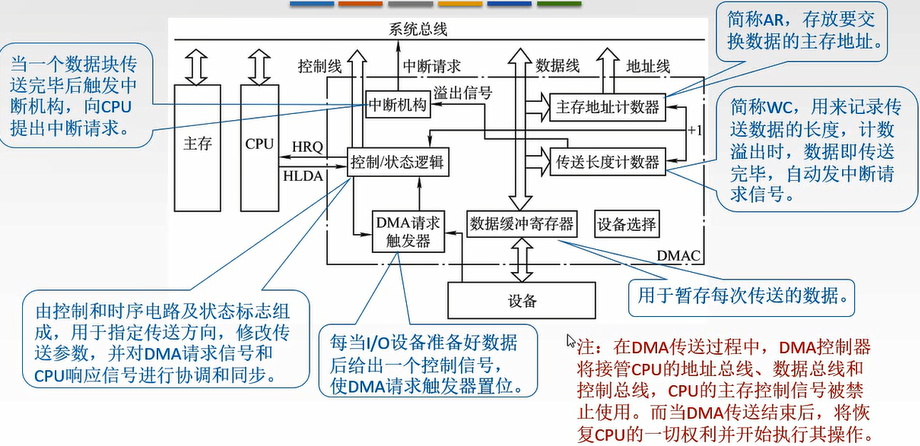 系统总线
当一个数据块传
送完毕后触发中
断机构，向CPU
提出中断请求。
简称AR，存放要交
换数据的主存地址。
控制线
中断请求
数据线
地址线
溢出信号
中断机构
主存地址计数器
+1
简称WC，用来记录传
送数据的长度，计数
溢出时，数据即传送
完毕，自动发中断请
求信号。
主存
CPU
HRQ
HLDA
控制/状态逻辑
传送长度计数器
DMA请求
触发器
数据缓冲寄存器
设备选择
DMAC
设备
由控制和时序电路及状态标志组
成，用于指定传送方向，修改传
送参数，并对DMA请求信号和
CPU响应信号进行协调和同步。
每当I/O设备准备好数据
后给出一个控制信号，
使DMA请求触发器置位。
用于暂存每次传送的数据。
注：在DMA传送过程中，DMA控制器
将接管CPU的地址总线、数据总线和
控制总线，CPU的主存控制信号被禁
止使用。而当DMA传送结束后，将恢
复CPU的一切权利并开始执行其操作。